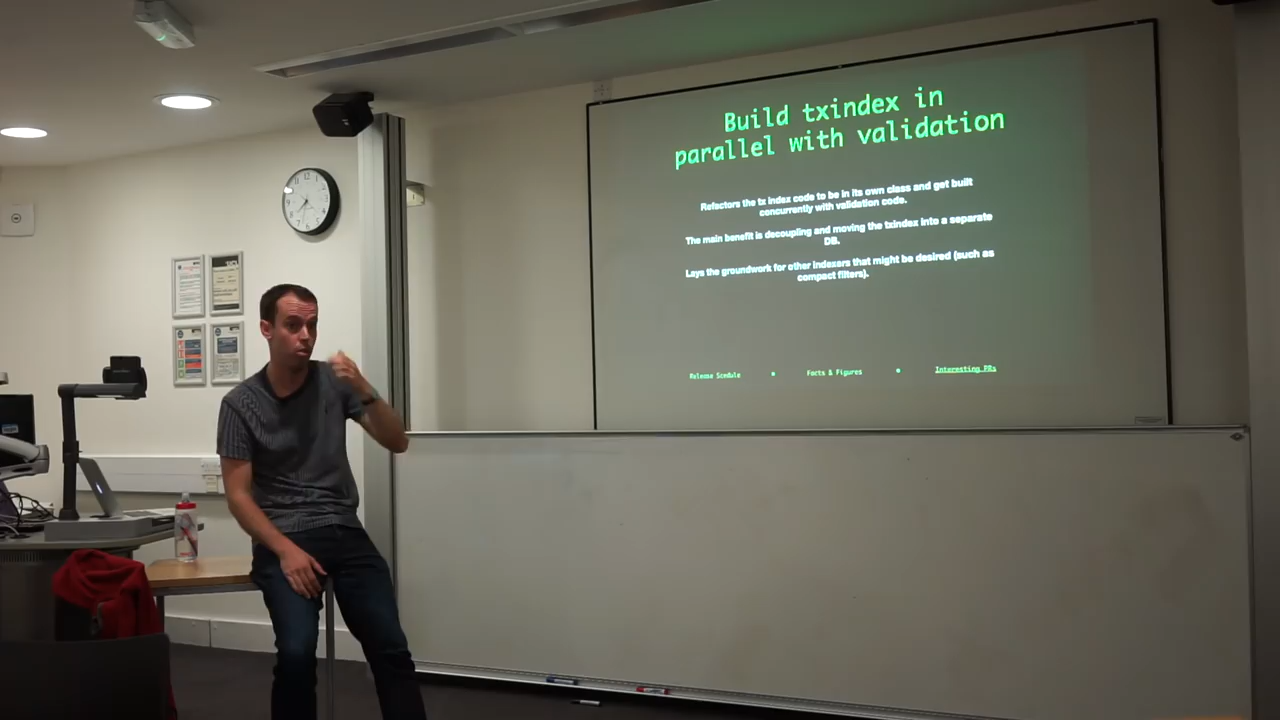 Build txindex in
parallel with validation
Refactors the tx index code to be in its own class and get built
concurrently with validation code.
The main benefit is decoupling and moving the txindex into a separate
DB.
Lays the groundwork for other indexers that might be desired (such as
compact filters).
Release Scedule • Facts & Figures • Interesting PRs